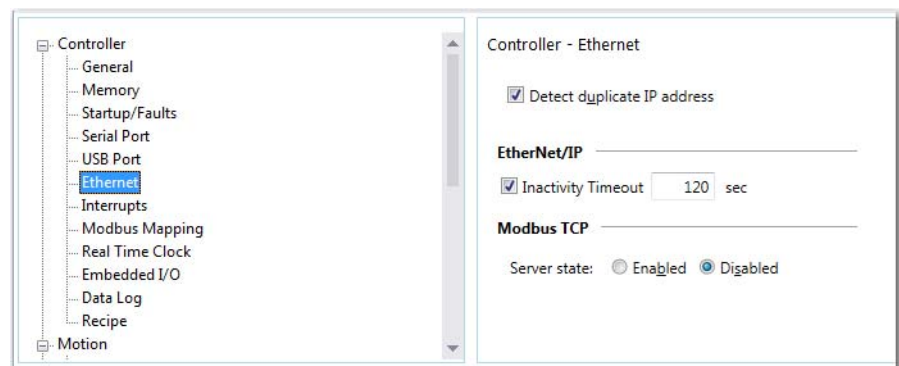 Controller
General
Memory
Startup/Faults
Serial Port
USB Port
Ethernet
Interrupts
Modbus Mapping
Real Time Clock
Embedded I/O
Data Log
Recipe
Motion
Controller - Ethernet
Detect duplicate IP address
EtherNet/IP
Inactivity Timeout 120 sec
Modbus TCP
Server state: Enabled Disabled